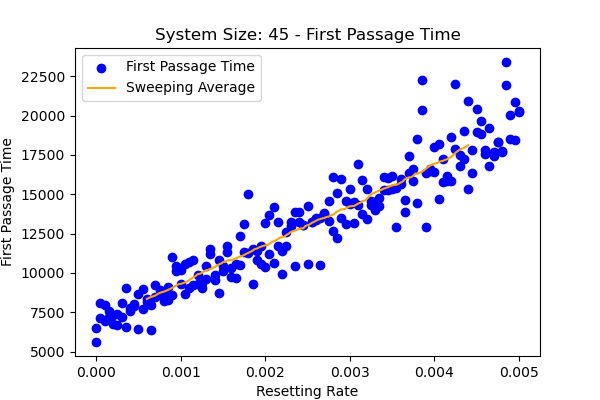 System Size: 45 - First Passage Time
First Passage Time
Sweeping Average
First Passage Time
22500
20000
17500
15000
12500
10000
7500
5000
0.000 0.001 0.002 0.003 0.004 0.005
Resetting Rate